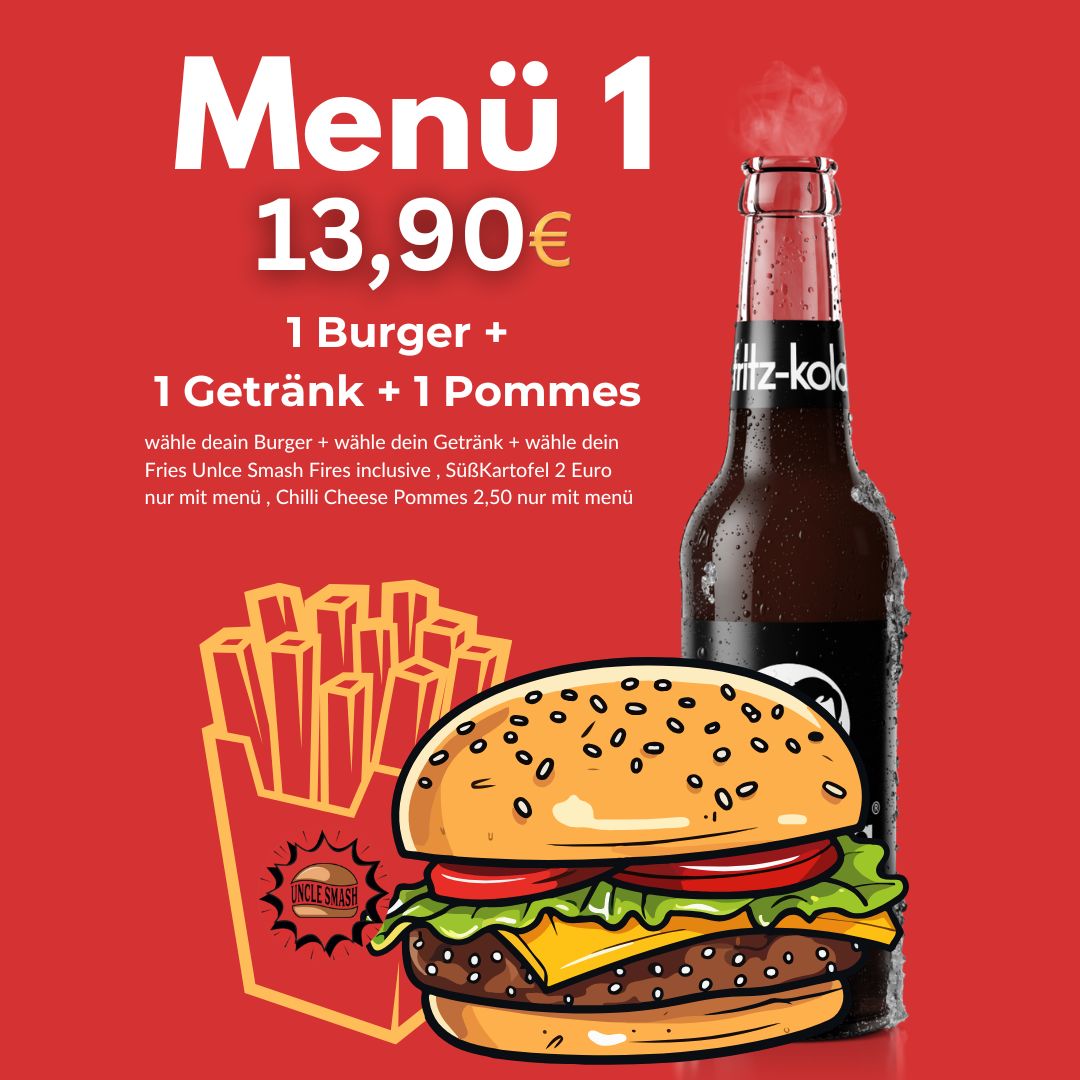 Menü 1
13,90€
1 Burger +
1 Getränk + 1 Pommes
wähle deain Burger + wähle dein Getränk + wähle dein
Fries Unlce Smash Fires inclusive , SüßKartofel 2 Euro
nur mit menü , Chilli Cheese Pommes 2,50 nur mit menü
fritz-kola
UNCLE SMASH
®